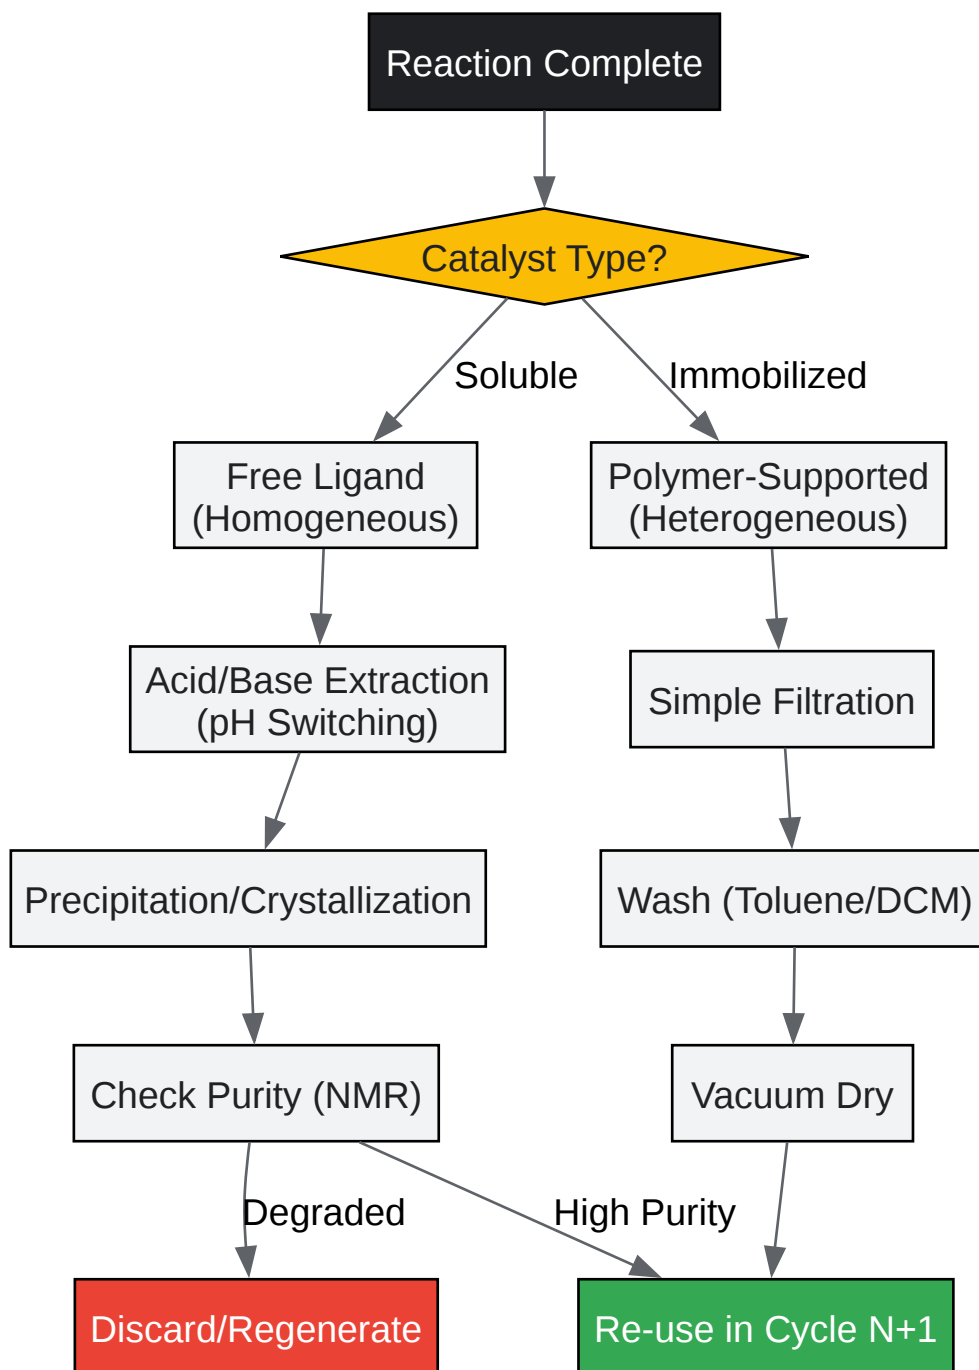 Reaction Complete
Catalyst Type?
Soluble
Immobilized
Free Ligand
(Homogeneous)
Polymer-Supported
(Heterogeneous)
Acid/Base Extraction
(pH Switching)
Simple Filtration
Precipitation/Crystallization
Wash (Toluene/DCM)
Check Purity (NMR)
Vacuum Dry
Degraded
High Purity
Discard/Regenerate
Re-use in Cycle N+1